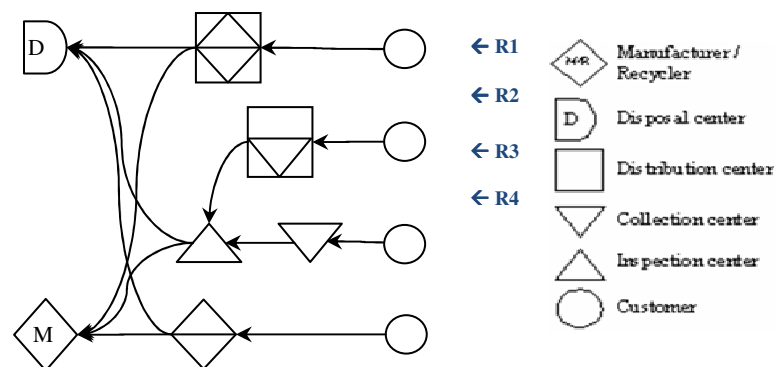 D
← R1
← R2
← R3
← R4
M
Manufacturer /
Recycler
D
Disposal center
Distribution center
Collection center
Inspection center
Customer